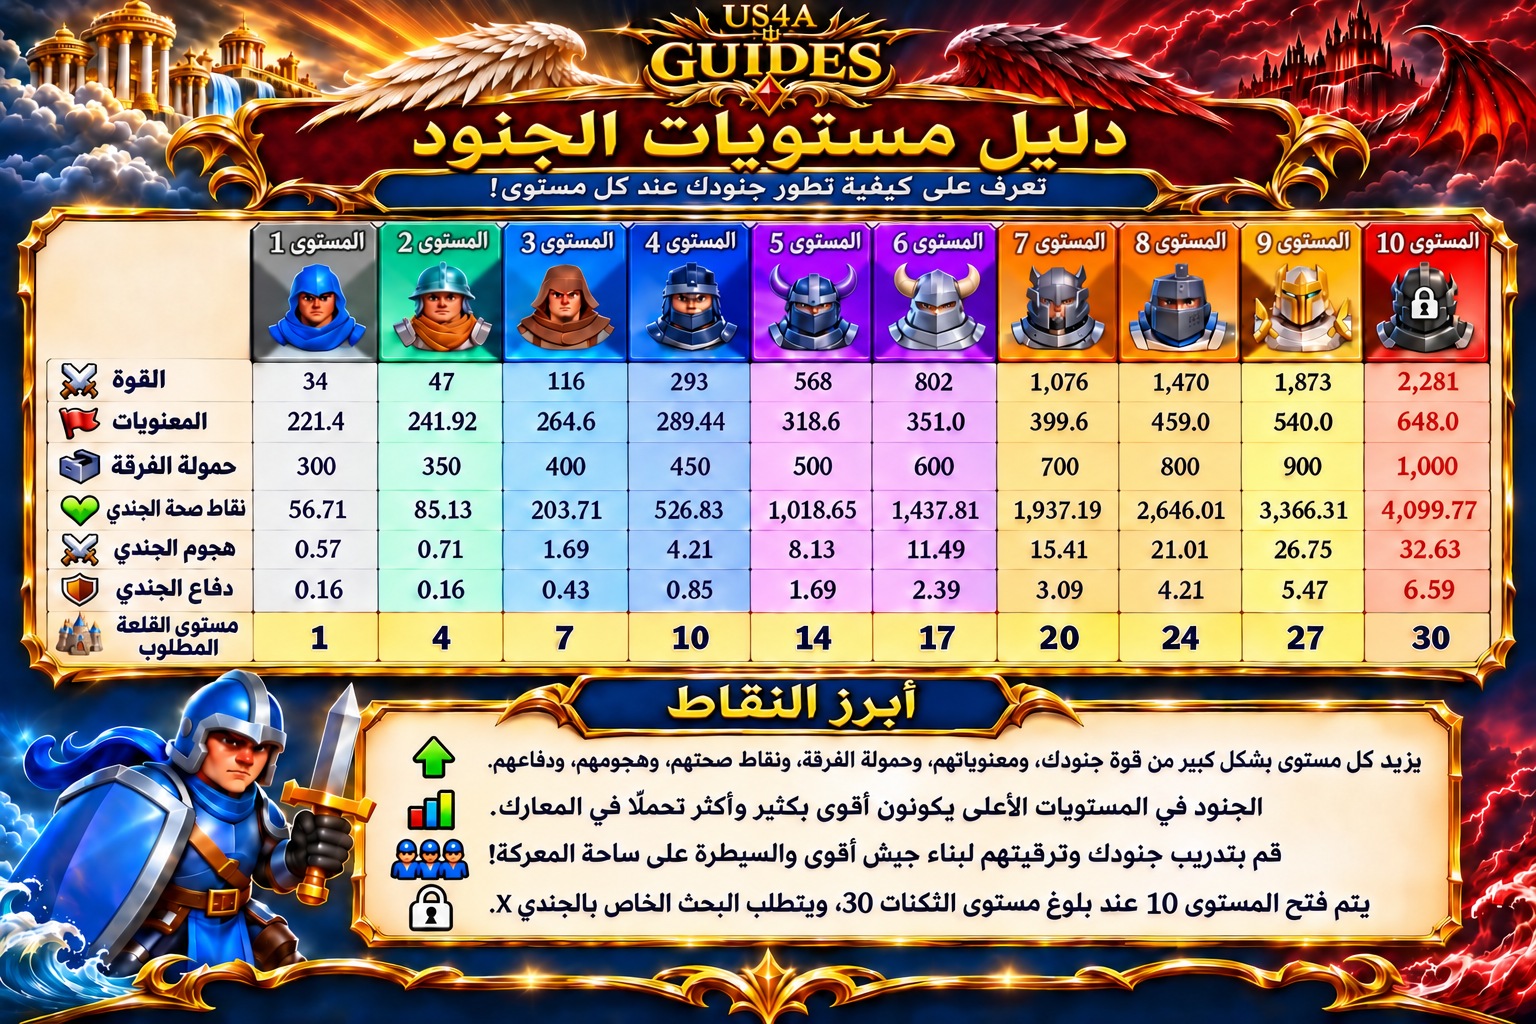 US4A
GUIDES
دليل مستويات الجنود
تعرف على كيفية تطور جنودك عند كل مستوى!
المستوى 1 المستوى 2 المستوى 3 المستوى 4 المستوى 5 المستوى 6 المستوى 7 المستوى 8 المستوى 9 المستوى 10
القوة 34 47 116 293 568 802 1,076 1,470 1,873 2,281
المعنويات 221.4 241.92 264.6 289.44 318.6 351.0 399.6 459.0 540.0 648.0
حمولة الفرقة 300 350 400 450 500 600 700 800 900 1,000
نقاط صحة الجندي 56.71 85.13 203.71 526.83 1,018.65 1,437.81 1,937.19 2,646.01 3,366.31 4,099.77
هجوم الجندي 0.57 0.71 1.69 4.21 8.13 11.49 15.41 21.01 26.75 32.63
دفاع الجندي 0.16 0.16 0.43 0.85 1.69 2.39 3.09 4.21 5.47 6.59
مستوى القلعة
المطلوب 1 4 7 10 14 17 20 24 27 30
أبرز النقاط
يزيد كل مستوى بشكل كبير من قوة جنودك، ومعنوياتهم، وحمولة الفرقة، ونقاط صحتهم، وهجومهم، ودفاعهم.
الجنود في المستويات الأعلى يكونون أقوى بكثير وأكثر تحملًا في المعارك.
قم بتدريب جنودك وترقيتهم لبناء جيش أقوى والسيطرة على ساحة المعركة!
يتم فتح المستوى 10 عند بلوغ مستوى الثكنات 30، ويتطلب البحث الخاص بالجندي X.